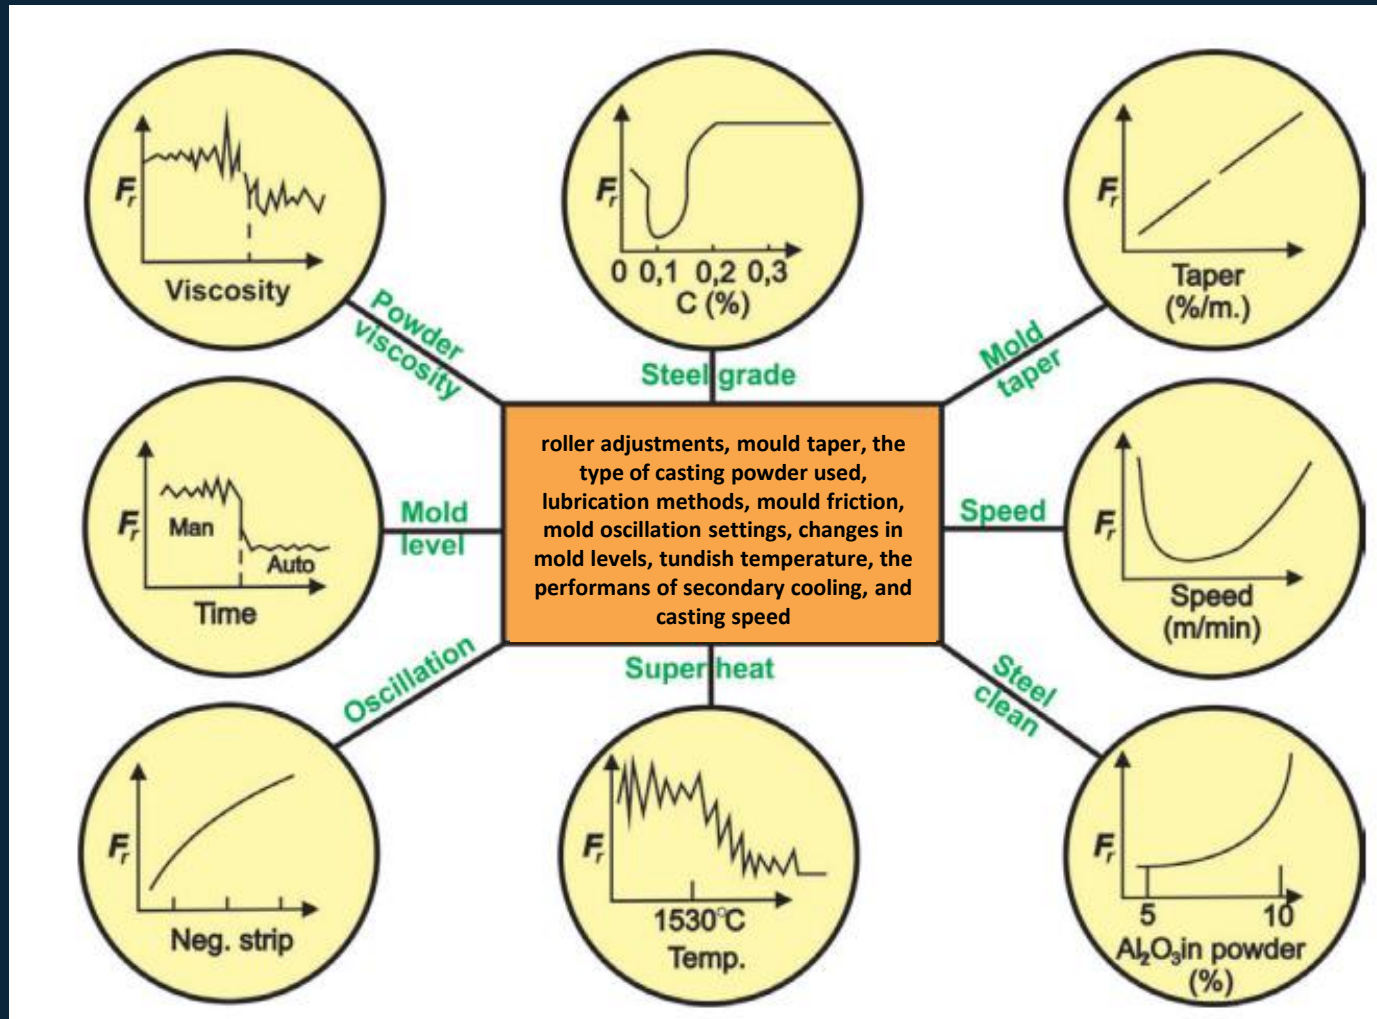 Fr
Viscosity
Powder
viscosity
Fr
0 0,1 0,2 0,3
C (%)
Steel grade
Fr
Taper
(%/m.)
Mold
taper
Fr
Man
Auto
Time
Mold
level
roller adjustments, mould taper, the
type of casting powder used,
lubrication methods, mould friction,
mold oscillation settings, changes in
mold levels, tundish temperature, the
performans of secondary cooling, and
casting speed
Speed
Fr
Speed
(m/min)
Oscillation
Fr
Neg. strip
Super heat
Fr
1530°C
Temp.
Steel
clean
Fr
5 10
Al₂O₃in powder
(%)